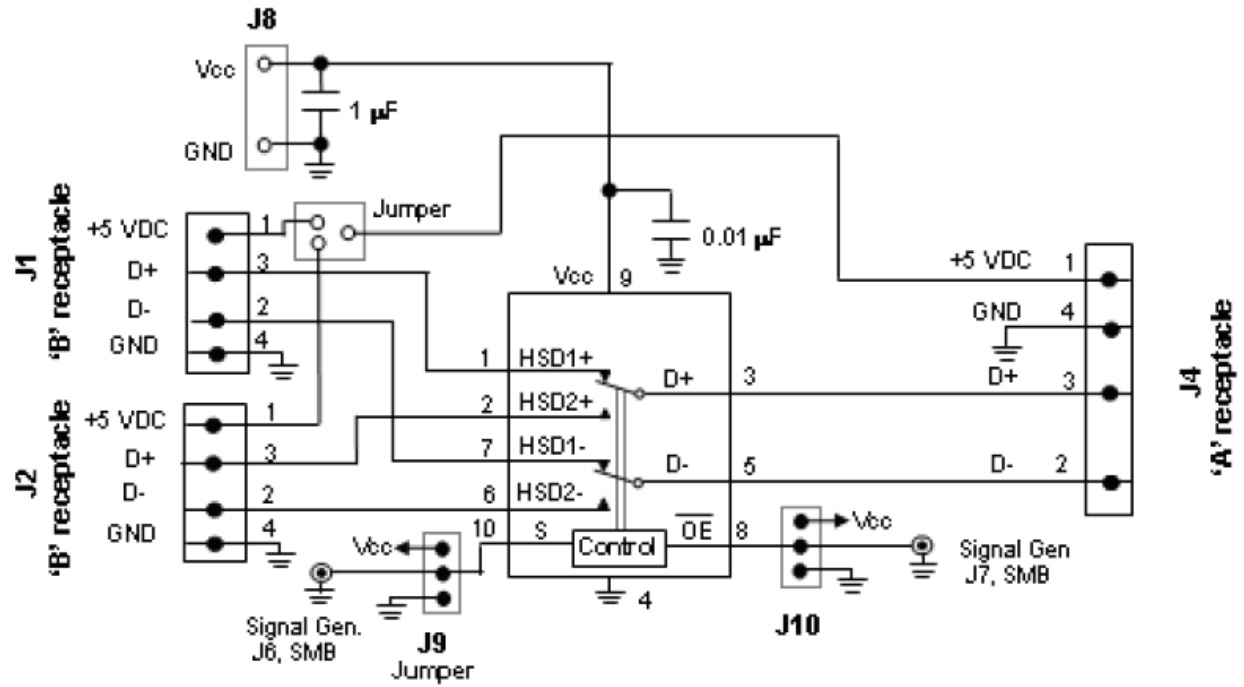 J8
Vcc
1 µF
GND
Jumper
0.01 µF
J1
'B' receptacle
+5 VDC 1
D+ 3
D- 2
GND 4
J2
'B' receptacle
+5 VDC 1
D+ 3
D- 2
GND 4
Vcc 9
1 HSD1+
2 HSD2+
7 HSD1-
6 HSD2-
10 S
Control
OE 8
D+ 3
D- 5
4
+5 VDC 1
GND 4
D+ 3
D- 2
J4
'A' receptacle
Vcc
Signal Gen.
J6, SMB
J9
Jumper
Vcc
J10
Signal Gen
J7, SMB